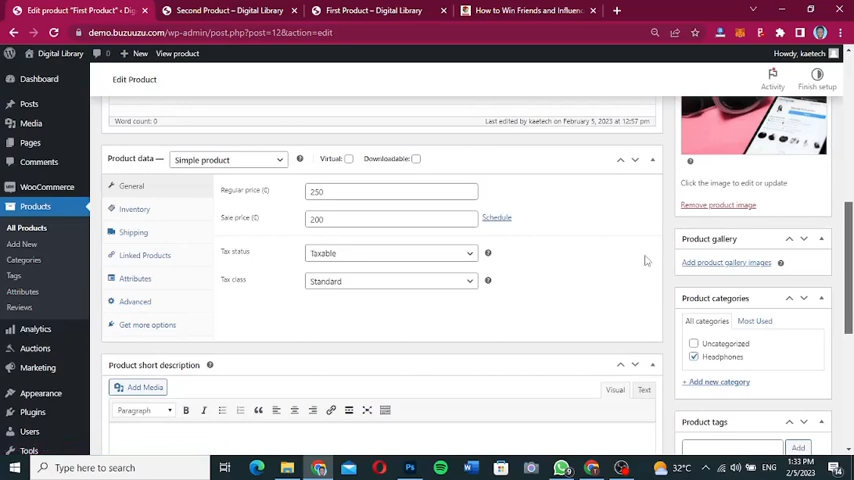 Edit product "First Product" ‹ Dig
Second Product – Digital Library
First Product – Digital Library
How to Win Friends and Influenc
demo.buzuuzu.com/wp-admin/post.php?post=12&action=edit
Digital Library
0
New
View product
Howdy, kaetech
Dashboard
Posts
Media
Pages
Comments
WooCommerce
Products
All Products
Add New
Categories
Tags
Attributes
Reviews
Analytics
Auctions
Marketing
Appearance
Plugins
Users
Tools
Edit Product
Activity
Finish setup
Word count: 0
Last edited by kaetech on February 5, 2023 at 12:57 pm
Product data —
Simple product
Virtual:
Downloadable:
General
Inventory
Shipping
Linked Products
Attributes
Advanced
Get more options
Regular price (£)
250
Sale price (£)
200
Schedule
Tax status
Taxable
Tax class
Standard
Product short description
Add Media
Visual
Text
Paragraph
B
I
Click the image to edit or update
Remove product image
Product gallery
Add product gallery images
Product categories
All categories
Most Used
Uncategorized
Headphones
+ Add new category
Product tags
Add
Type here to search
32°C
ENG
1:33 PM
2/5/2023